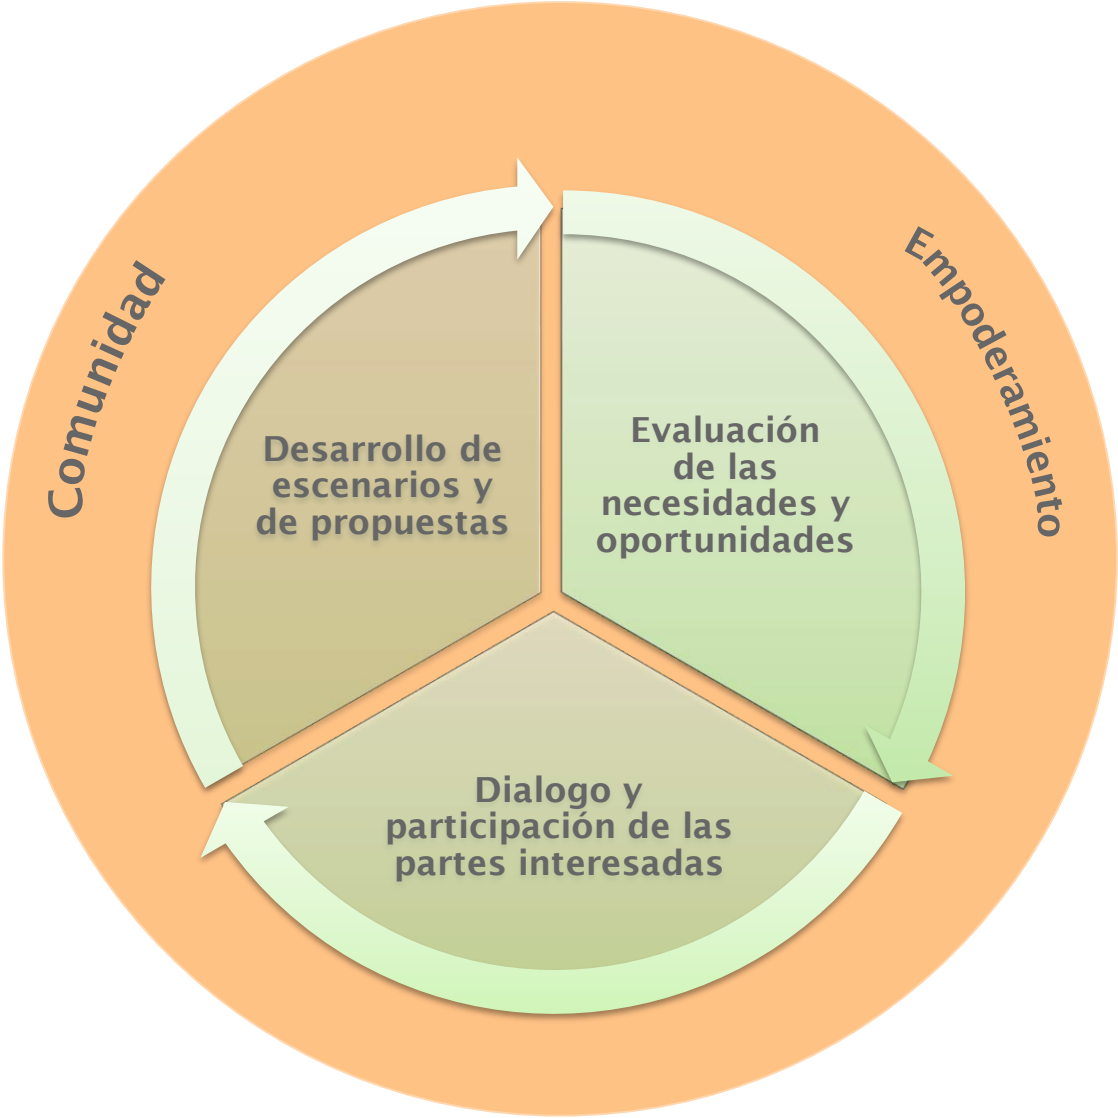 Comunidad
Empoderamiento
Desarrollo de
escenarios y
de propuestas
Evaluación
de las
necesidades y
oportunidades
Dialogo y
participación de las
partes interesadas